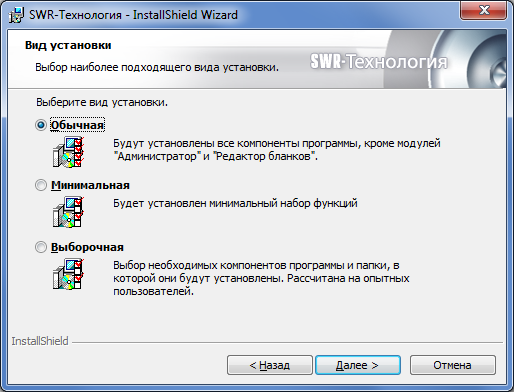 SWR-Технология - InstallShield Wizard
Вид установки
Выбор наиболее подходящего вида установки.
SWR-Технология
Выберите вид установки.
Обычная
Будут установлены все компоненты программы, кроме модулей
"Администратор" и "Редактор бланков".
Минимальная
Будет установлен минимальный набор функций
Выборочная
Выбор необходимых компонентов программы и папки, в
которой они будут установлены. Рассчитана на опытных
пользователей.
InstallShield
< Назад
Далее >
Отмена